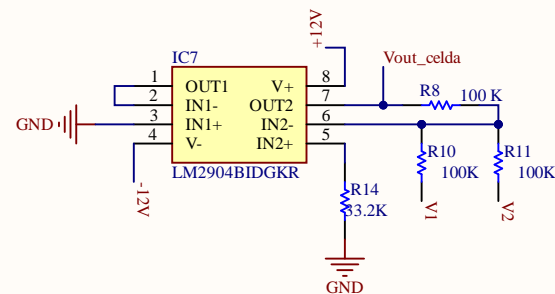 +12V
Vout_celda
IC7
1 OUT1 V+ 8
2 IN1- OUT2 7
3 IN1+ IN2- 6
4 V- IN2+ 5
LM2904BIDGKR
GND
-12V
R8 100 K
R10 100K
R11 100K
V1
V2
R14
33.2K
GND